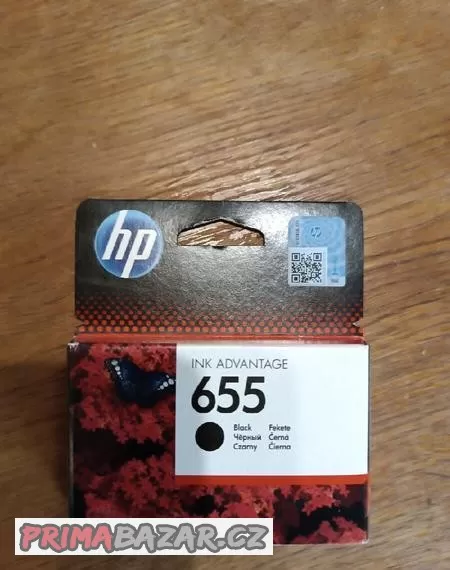 hp
INK ADVANTAGE
655
Black Fekete
Чёрный Černá
Czarny Čierna
PRIMABAZAR.CZ